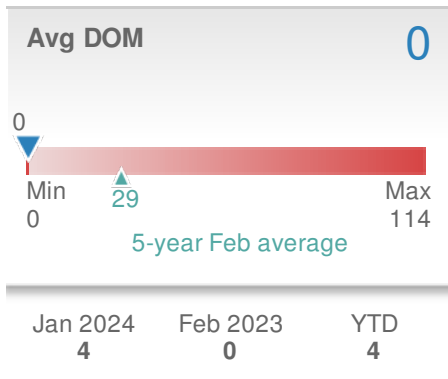 Avg DOM 0
0
Min Max
0 29 114
5-year Feb average
Jan 2024 Feb 2023 YTD
4 0 4